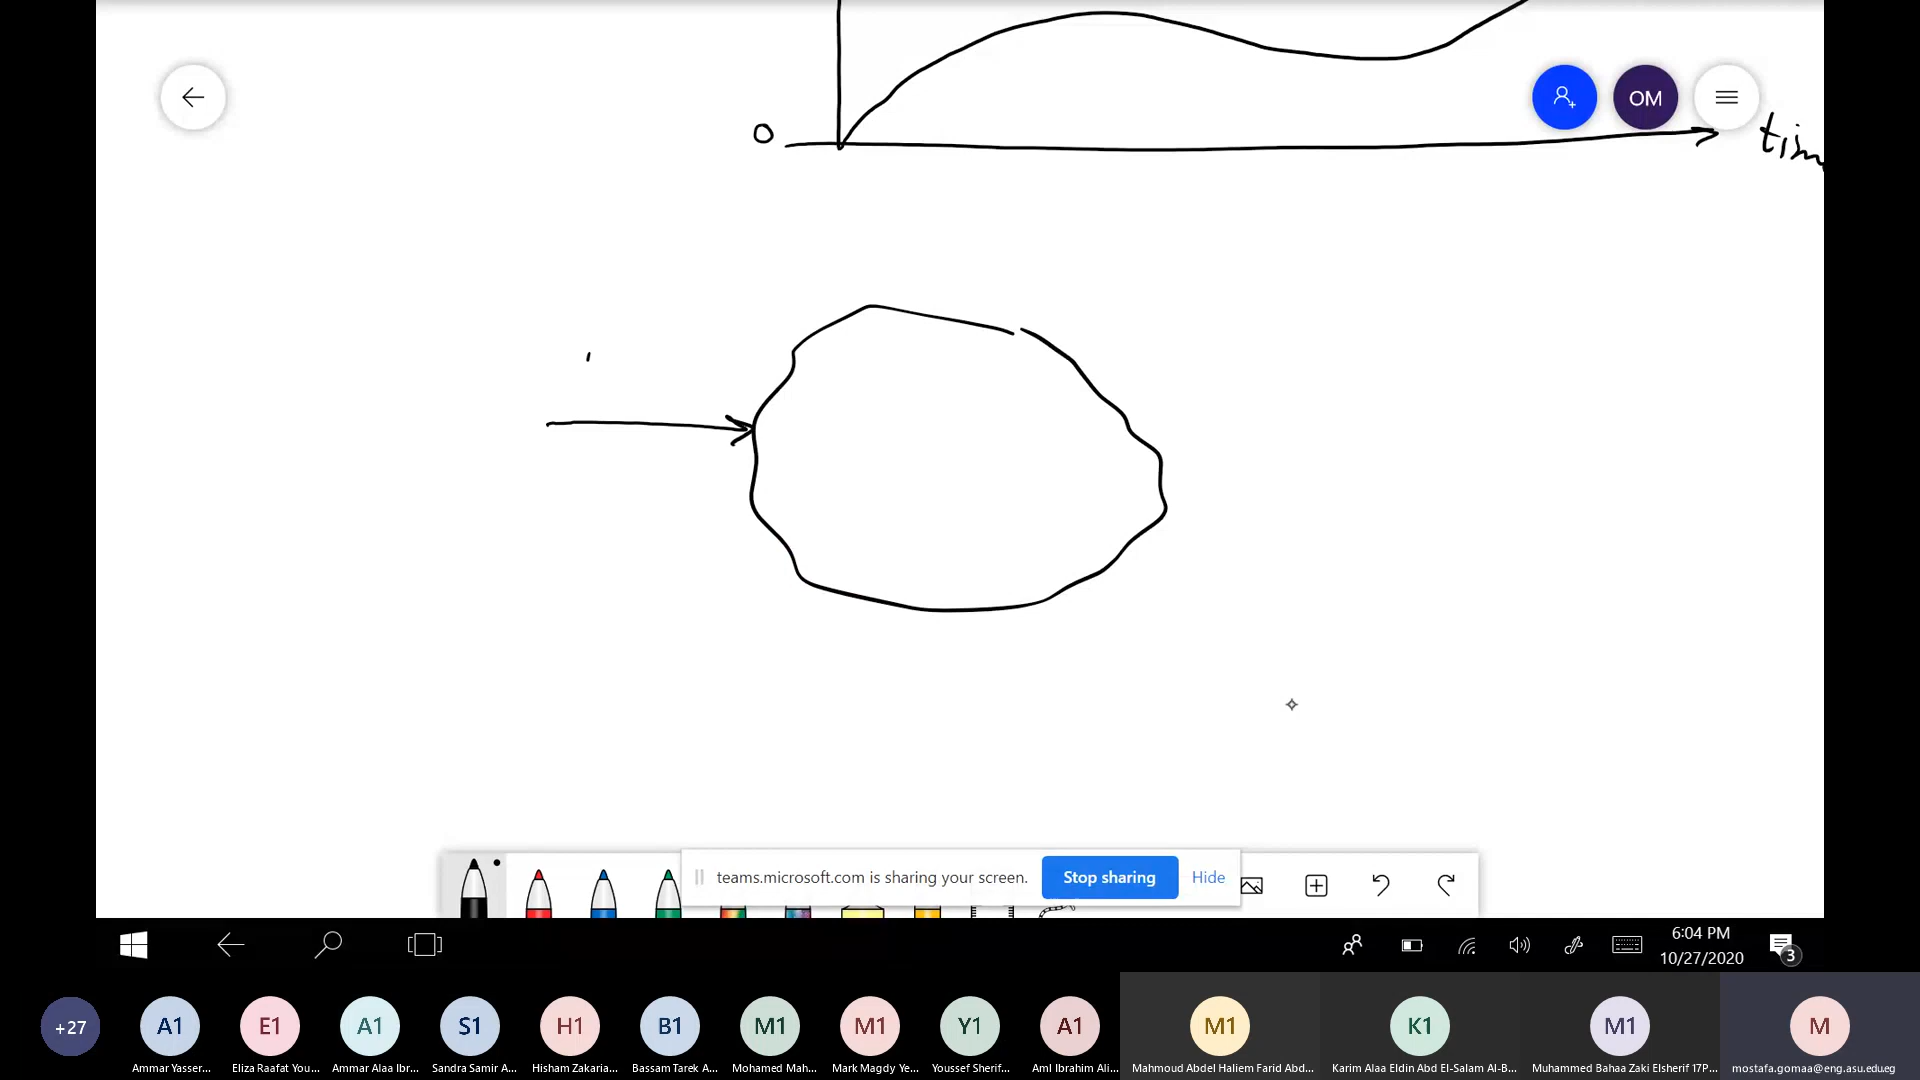 OM
0
tim
teams.microsoft.com is sharing your screen.
Stop sharing
Hide
6:04 PM
10/27/2020
3
+27
A1
E1
A1
S1
H1
B1
M1
M1
Y1
A1
M1
K1
M1
M
Ammar Yasser...
Eliza Raafat You...
Ammar Alaa Ibr...
Sandra Samir A...
Hisham Zakaria...
Bassam Tarek A...
Mohamed Mah...
Mark Magdy Ye...
Youssef Sherif...
Aml Ibrahim Ali...
Mahmoud Abdel Haliem Farid Abd...
Karim Alaa Eldin Abd El-Salam Al-B...
Muhammed Bahaa Zaki Elsherif 17P...
mostafa.gomaa@eng.asu.edu.eg